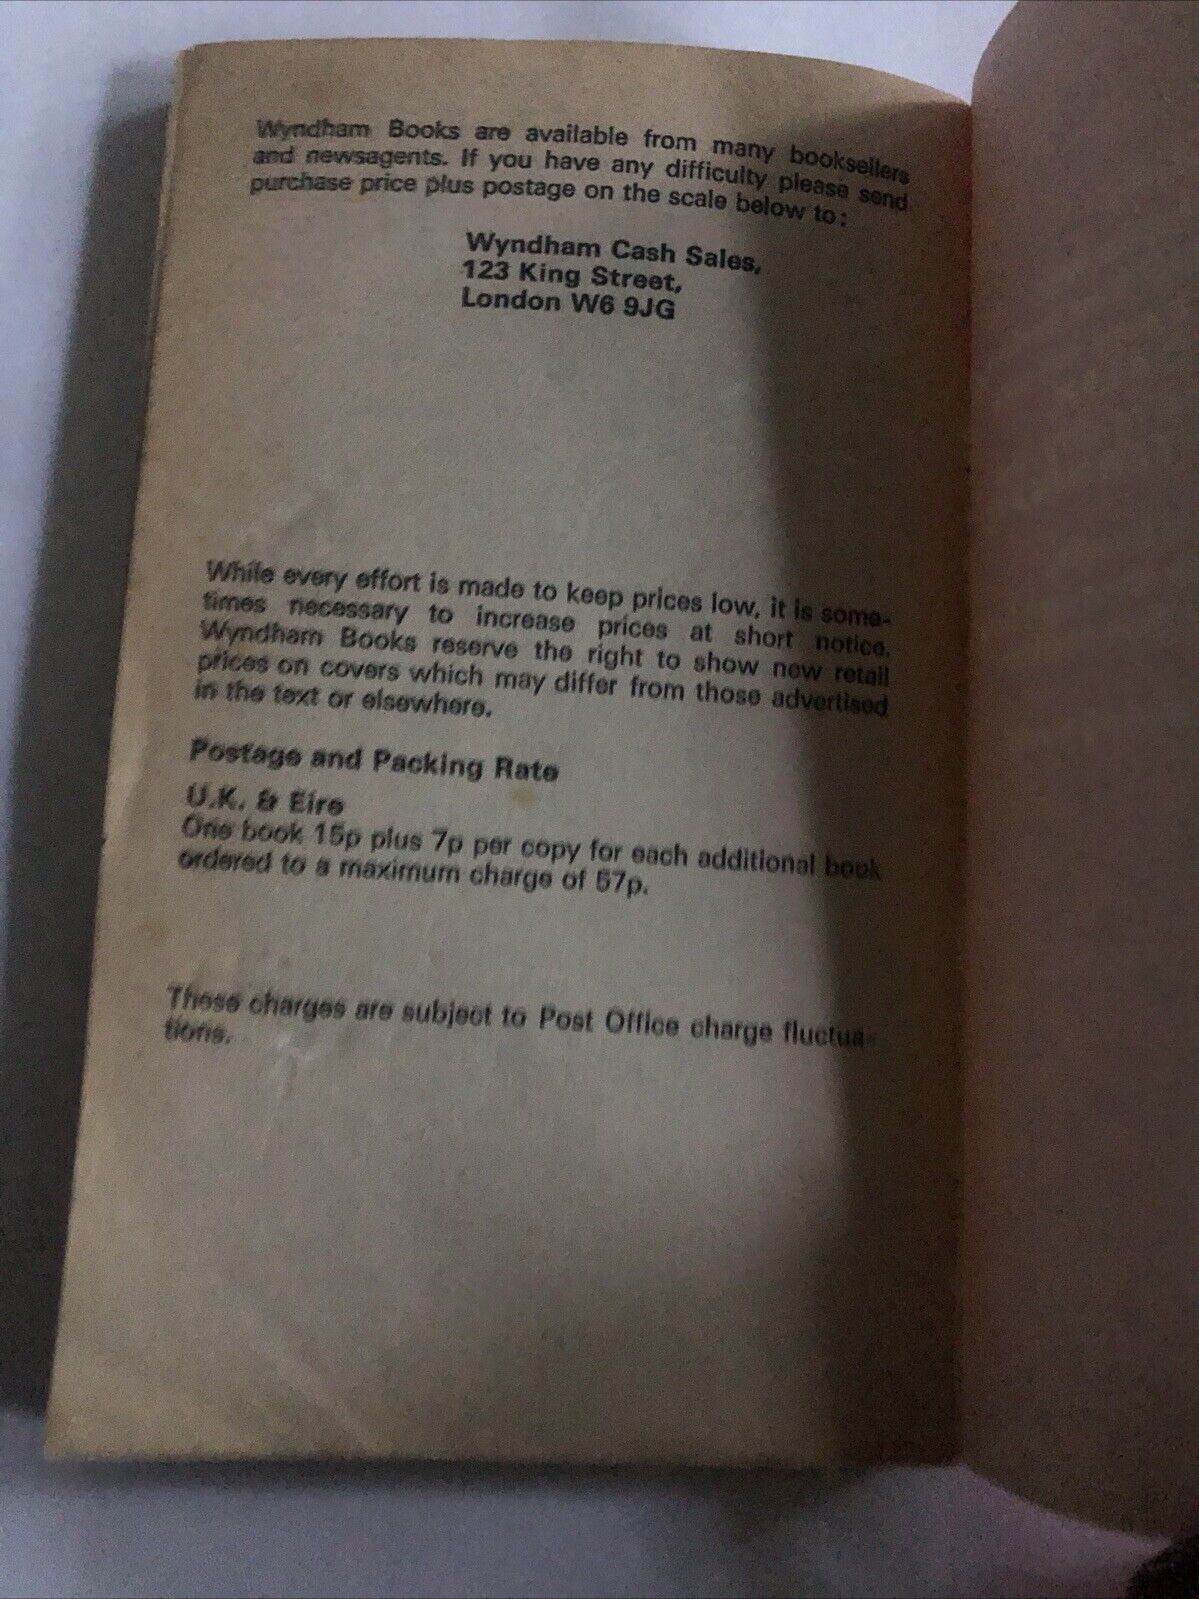 Wyndham Books are available from many booksellers
and newsagents. If you have any difficulty please send
purchase price plus postage on the scale below to:
Wyndham Cash Sales,
123 King Street,
London W6 9JG
While every effort is made to keep prices low, it is some-
times necessary to increase prices at short notice.
Wyndham Books reserve the right to show new retail
prices on covers which may differ from those advertised
in the text or elsewhere.
Postage and Packing Rate
U.K. & Eire
One book 15p plus 7p per copy for each additional book
ordered to a maximum charge of 57p.
These charges are subject to Post Office charge fluctua-
tions.